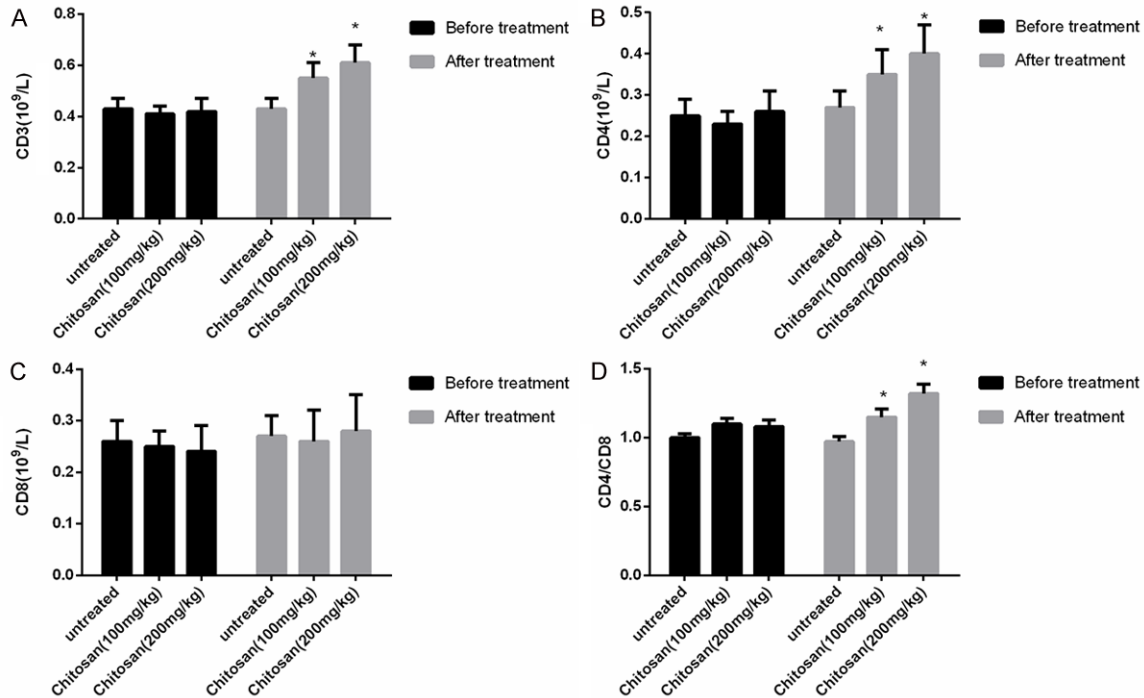 A
CD3(10^9/L)
0.8
0.6
0.4
0.2
0.0
*
*
Before treatment
After treatment
untreated
Chitosan(100mg/kg)
Chitosan(200mg/kg)
untreated
Chitosan(100mg/kg)
Chitosan(200mg/kg)
B
CD4(10^9/L)
0.5
0.4
0.3
0.2
0.1
0.0
*
*
Before treatment
After treatment
untreated
Chitosan(100mg/kg)
Chitosan(200mg/kg)
untreated
Chitosan(100mg/kg)
Chitosan(200mg/kg)
C
CD8(10^9/L)
0.4
0.3
0.2
0.1
0.0
Before treatment
After treatment
untreated
Chitosan(100mg/kg)
Chitosan(200mg/kg)
untreated
Chitosan(100mg/kg)
Chitosan(200mg/kg)
D
CD4/CD8
1.5
1.0
0.5
0.0
*
*
Before treatment
After treatment
untreated
Chitosan(100mg/kg)
Chitosan(200mg/kg)
untreated
Chitosan(100mg/kg)
Chitosan(200mg/kg)